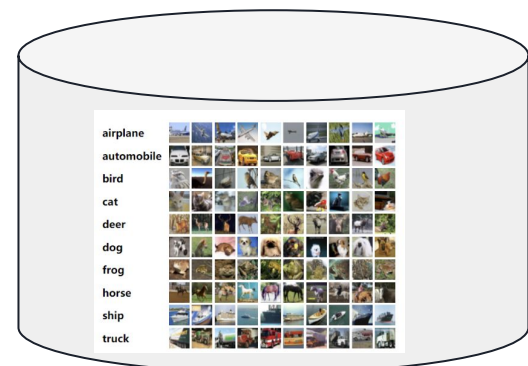 airplane
automobile
bird
cat
deer
dog
frog
horse
ship
truck